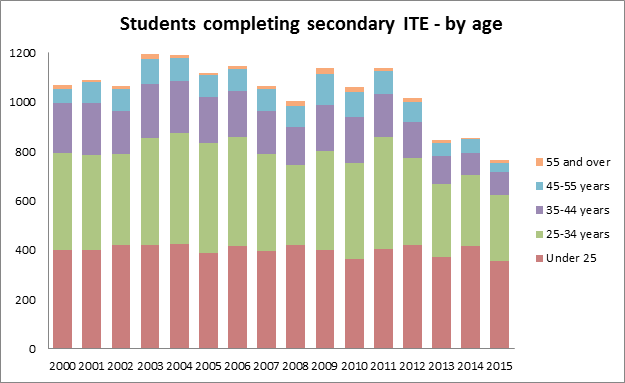 Students completing secondary ITE - by age
1200
1000
800
600
400
200
0
2000 2001 2002 2003 2004 2005 2006 2007 2008 2009 2010 2011 2012 2013 2014 2015
55 and over
45-55 years
35-44 years
25-34 years
Under 25